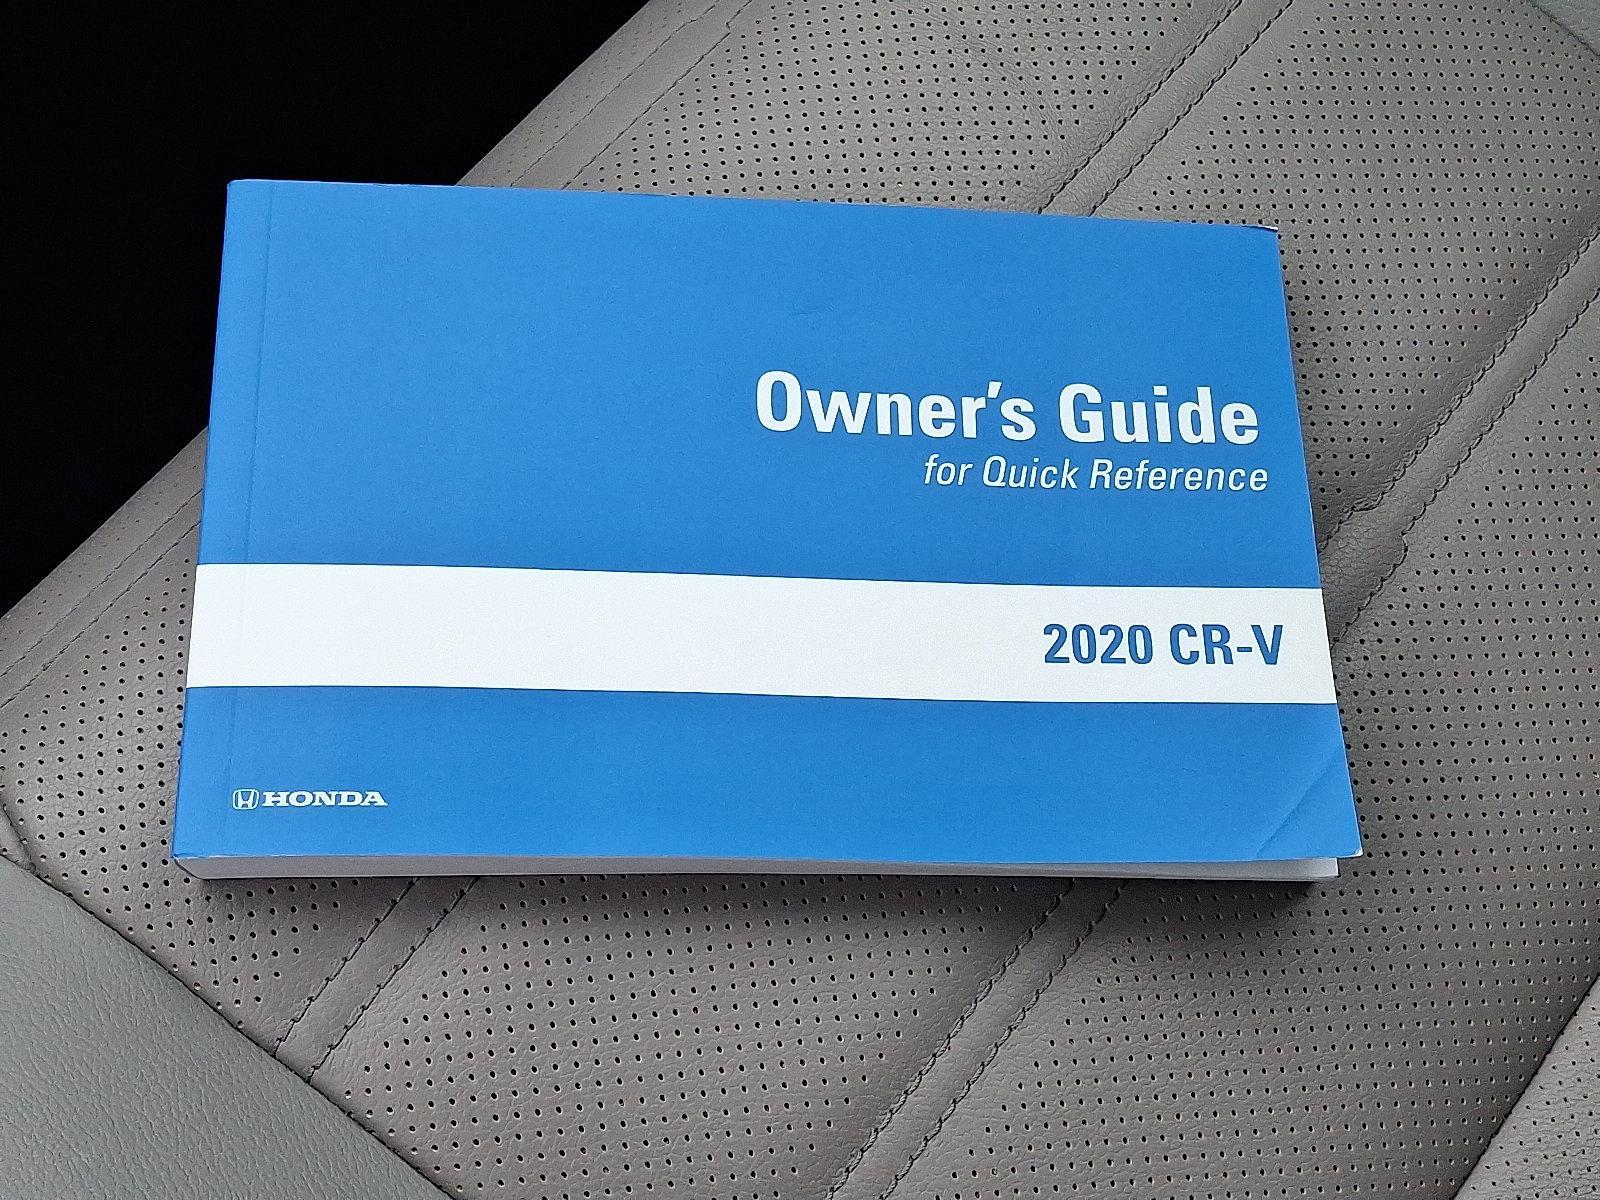 Owner's Guide
for Quick Reference
2020 CR-V
HONDA